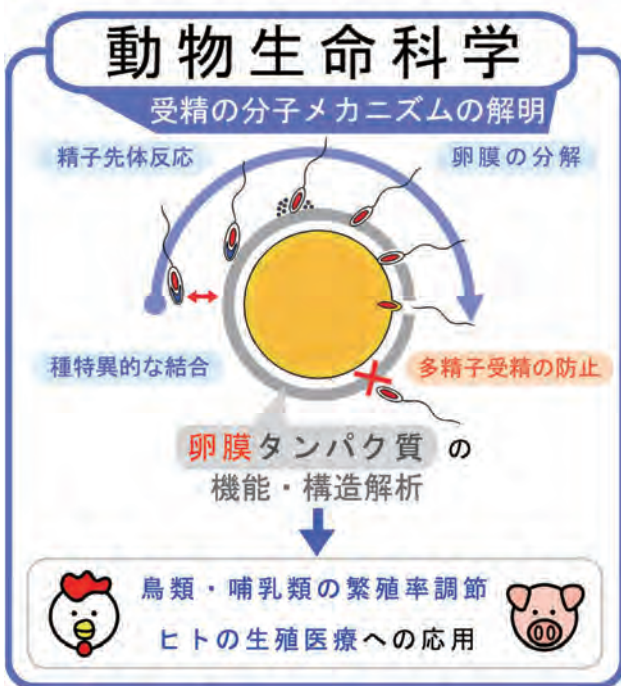 動物生命科学
受精の分子メカニズムの解明
精子先体反応
卵膜の分解
種特異的な結合
多精子受精の防止
卵膜タンパク質の
機能・構造解析
鳥類・哺乳類の繁殖率調節
ヒトの生殖医療への応用